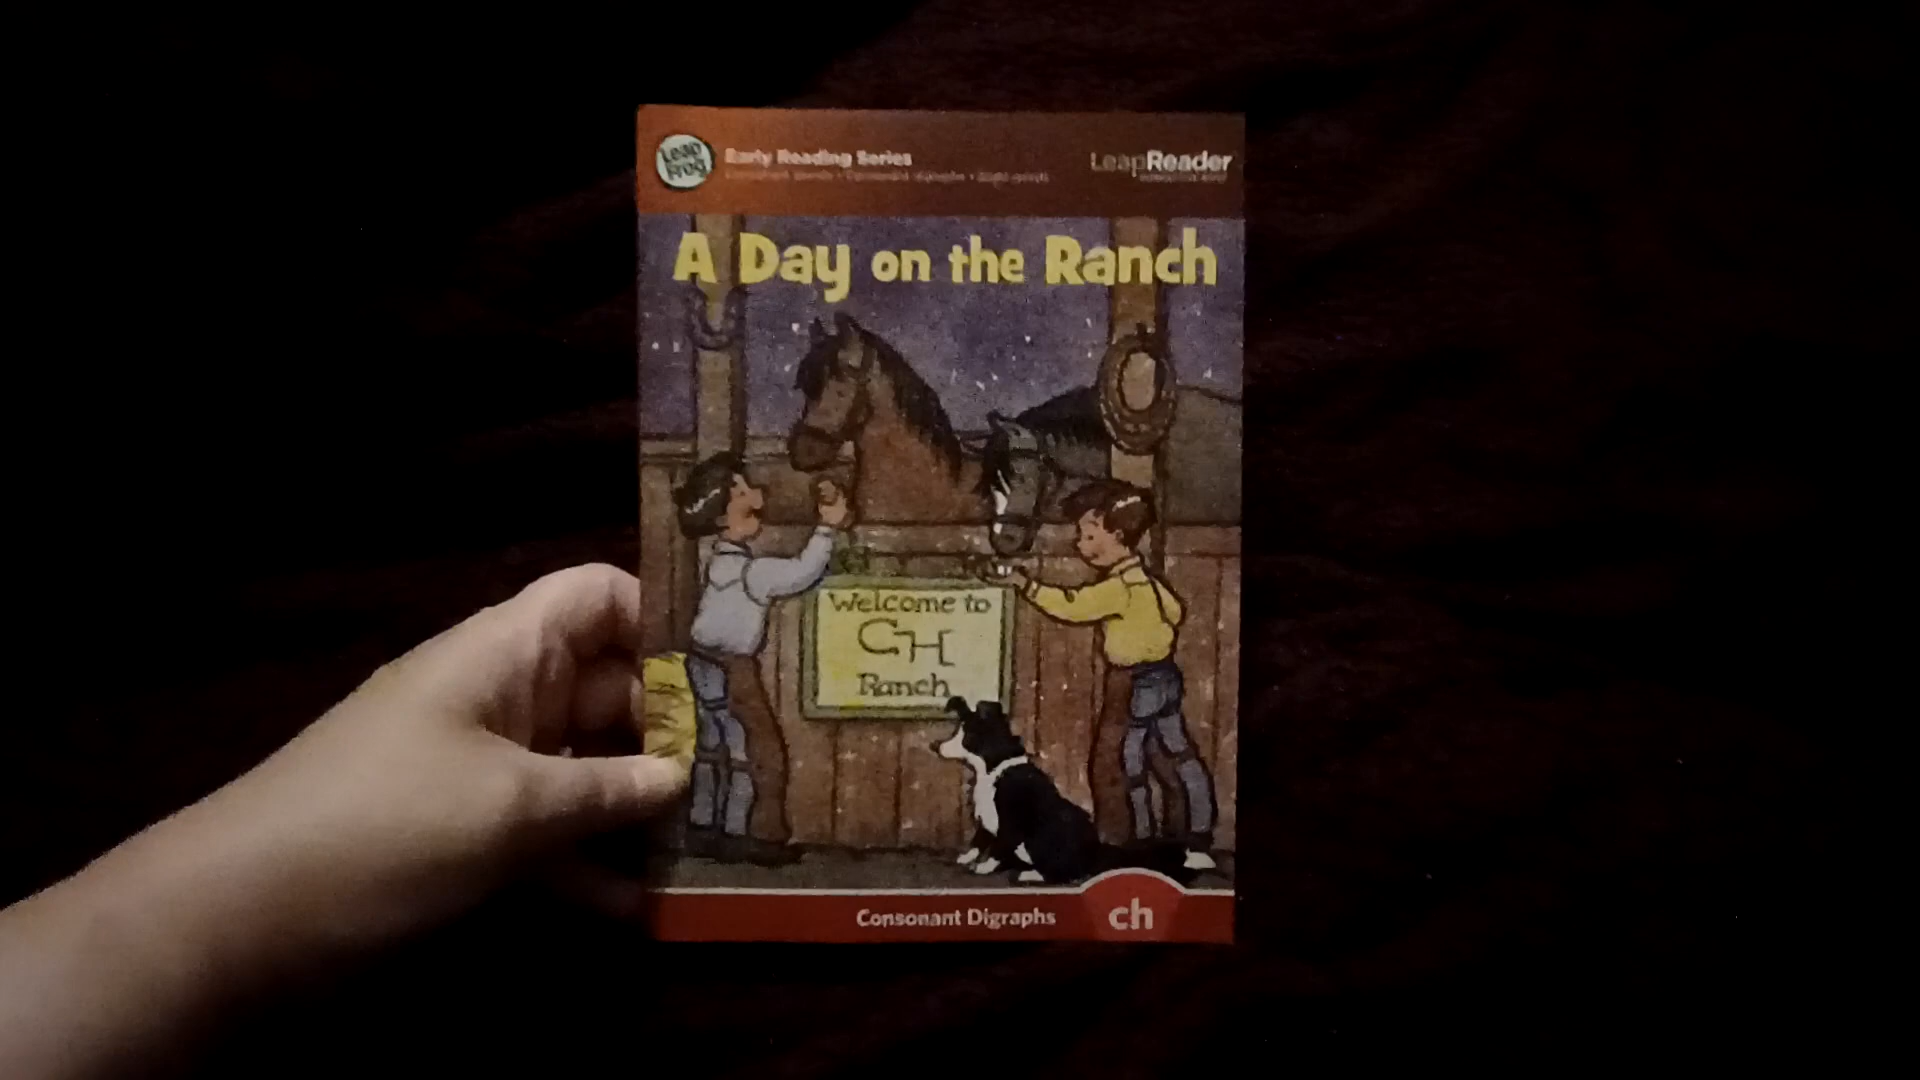 Leap
Frog
Early Reading Series
LeapReader
A Day on the Ranch
Welcome to
CH
Ranch
Consonant Digraphs
ch